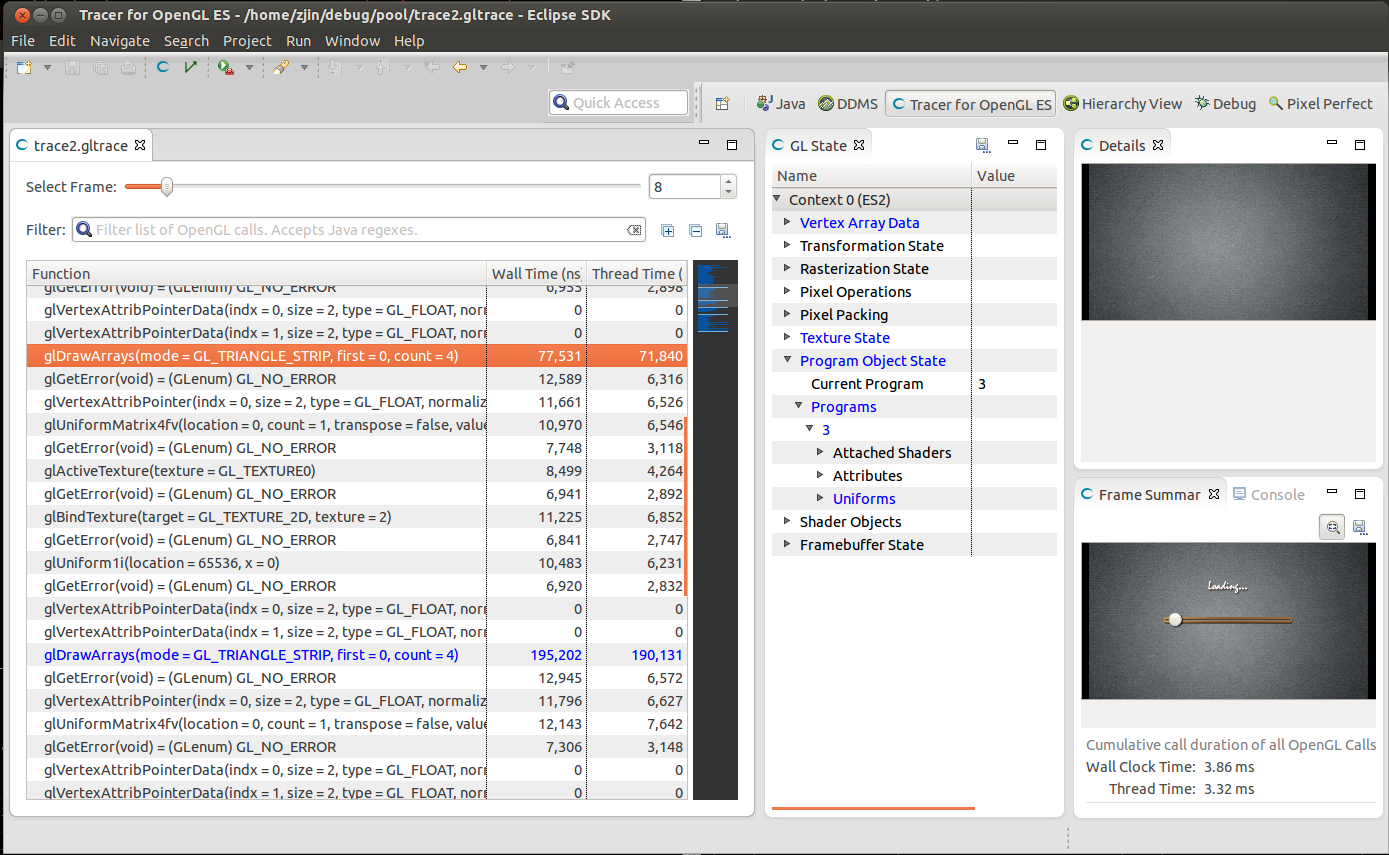 Tracer for OpenGL ES - /home/zjin/debug/pool/trace2.gltrace - Eclipse SDK
File Edit Navigate Search Project Run Window Help
Quick Access
Java DDMS Tracer for OpenGL ES Hierarchy View Debug Pixel Perfect
trace2.gltrace
Select Frame: 8
Filter: Filter list of OpenGL calls. Accepts Java regexes.
Function Wall Time (ns Thread Time (
glGetError(void) = (GLenum) GL_NO_ERROR 6,955 2,898
glVertexAttribPointerData(indx = 0, size = 2, type = GL_FLOAT, norr 0 0
glVertexAttribPointerData(indx = 1, size = 2, type = GL_FLOAT, norr 0 0
glDrawArrays(mode = GL_TRIANGLE_STRIP, first = 0, count = 4) 77,531 71,840
glGetError(void) = (GLenum) GL_NO_ERROR 12,589 6,316
glVertexAttribPointer(indx = 0, size = 2, type = GL_FLOAT, normaliz 11,661 6,526
glUniformMatrix4fv(location = 0, count = 1, transpose = false, value 10,970 6,546
glGetError(void) = (GLenum) GL_NO_ERROR 7,748 3,118
glActiveTexture(texture = GL_TEXTURE0) 8,499 4,264
glGetError(void) = (GLenum) GL_NO_ERROR 6,941 2,892
glBindTexture(target = GL_TEXTURE_2D, texture = 2) 11,225 6,852
glGetError(void) = (GLenum) GL_NO_ERROR 6,841 2,747
glUniform1i(location = 65536, x = 0) 10,483 6,231
glGetError(void) = (GLenum) GL_NO_ERROR 6,920 2,832
glVertexAttribPointerData(indx = 0, size = 2, type = GL_FLOAT, norr 0 0
glVertexAttribPointerData(indx = 1, size = 2, type = GL_FLOAT, norr 0 0
glDrawArrays(mode = GL_TRIANGLE_STRIP, first = 0, count = 4) 195,202 190,131
glGetError(void) = (GLenum) GL_NO_ERROR 12,945 6,572
glVertexAttribPointer(indx = 0, size = 2, type = GL_FLOAT, normaliz 11,796 6,627
glUniformMatrix4fv(location = 0, count = 1, transpose = false, value 12,143 7,642
glGetError(void) = (GLenum) GL_NO_ERROR 7,306 3,148
glVertexAttribPointerData(indx = 0, size = 2, type = GL_FLOAT, norr 0 0
glVertexAttribPointerData(indx = 1, size = 2, type = GL_FLOAT, norr 0 0
GL State
Name Value
Context 0 (ES2)
Vertex Array Data
Transformation State
Rasterization State
Pixel Operations
Pixel Packing
Texture State
Program Object State
Current Program 3
Programs
3
Attached Shaders
Attributes
Uniforms
Shader Objects
Framebuffer State
Details
Frame Summar Console
Loading...
Cumulative call duration of all OpenGL Calls
Wall Clock Time: 3.86 ms
Thread Time: 3.32 ms